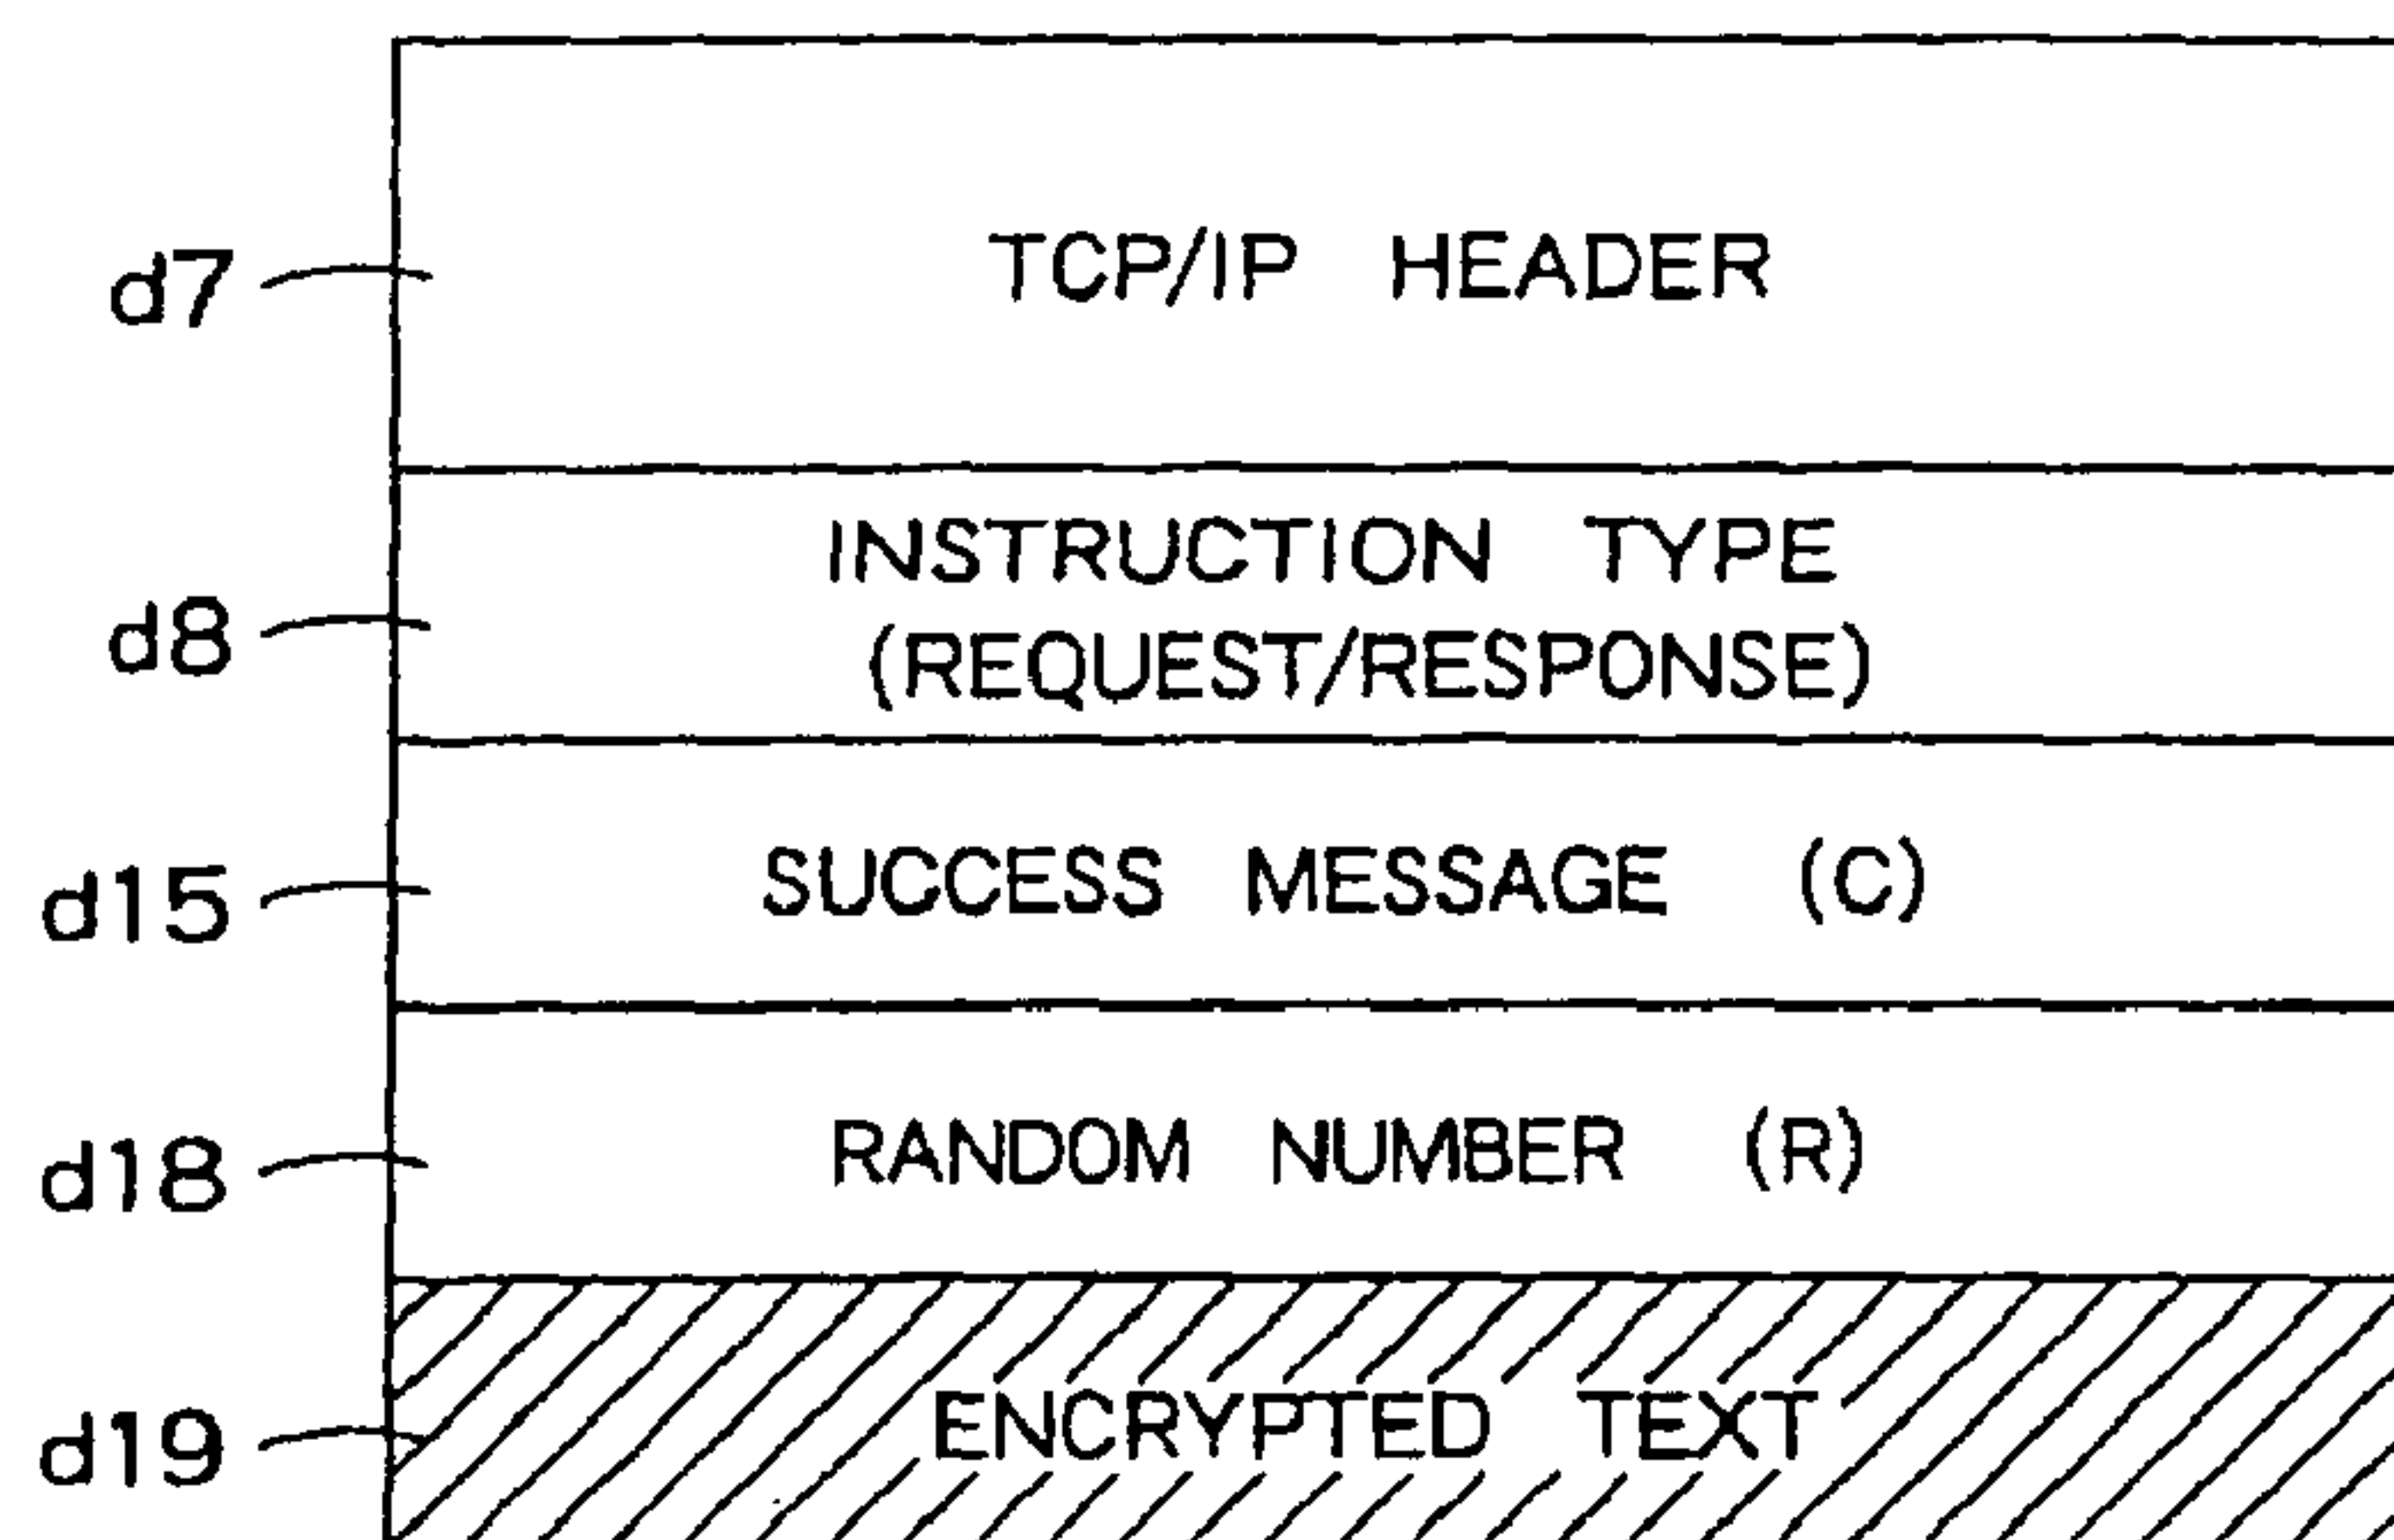 d7 TCP/IP HEADER
INSTRUCTION TYPE
d8 (REQUEST/RESPONSE)
d15 SUCCESS MESSAGE (C)
d18 RANDOM NUMBER (R)
d19 ENCRYPTED TEXT